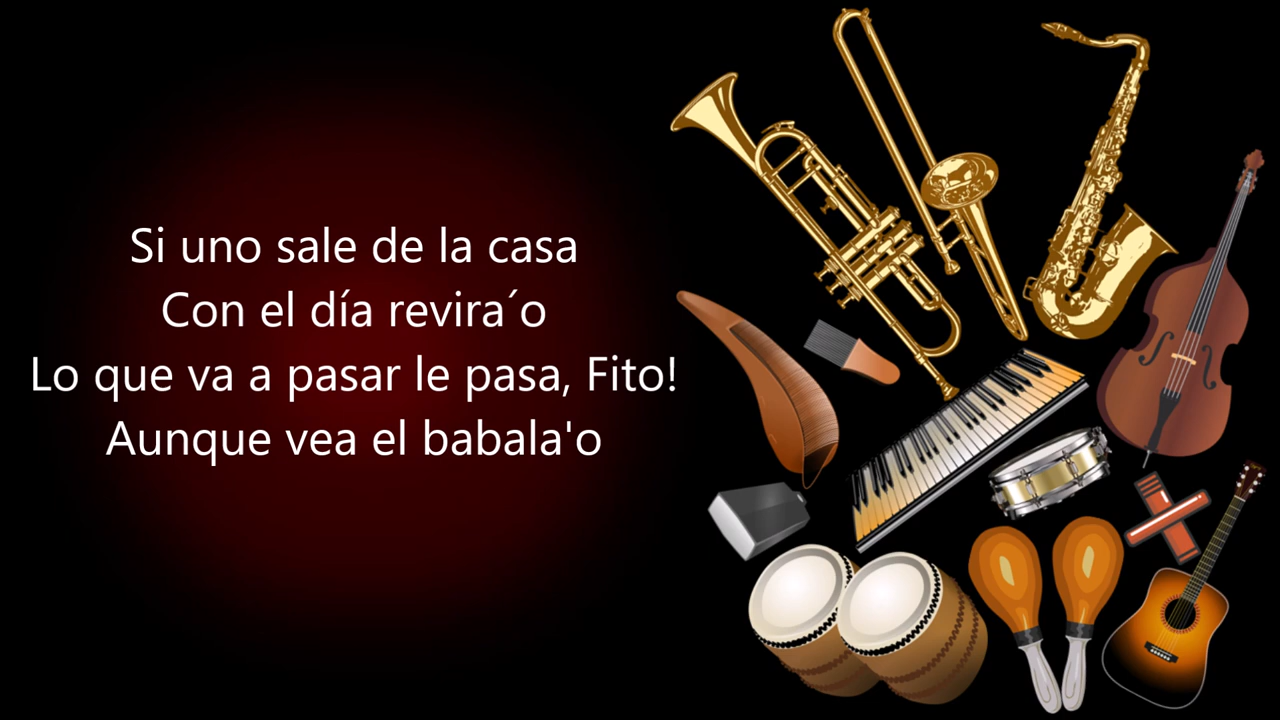 Si uno sale de la casa
Con el día revira´o
Lo que va a pasar le pasa, Fito!
Aunque vea el babala'o